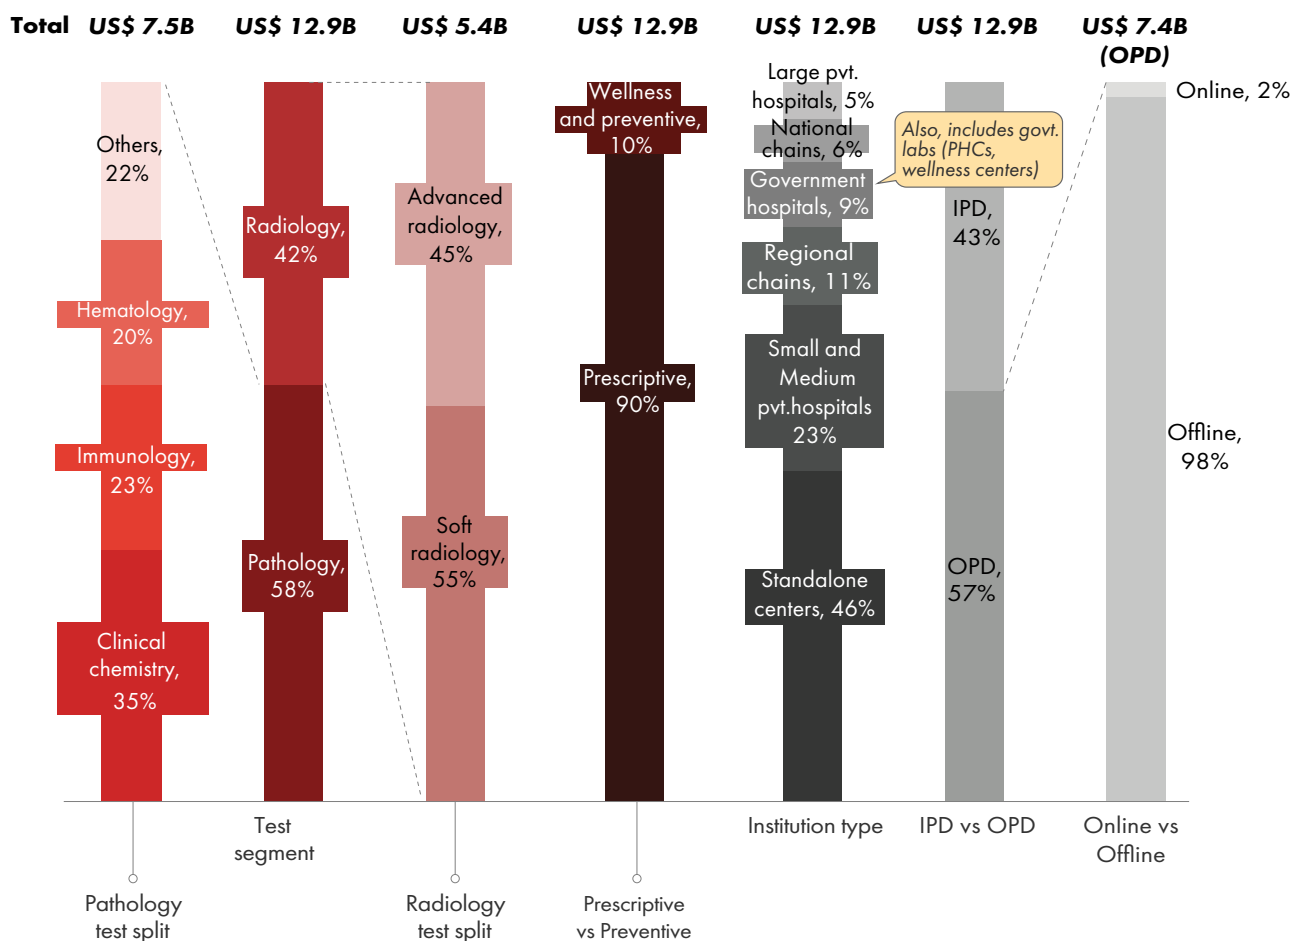 Total US$ 7.5B US$ 12.9B US$ 5.4B US$ 12.9B US$ 12.9B US$ 12.9B US$ 7.4B
(OPD)
Others,
22%
Hematology,
20%
Immunology,
23%
Clinical
chemistry,
35%
Radiology,
42%
Pathology,
58%
Advanced
radiology,
45%
Soft
radiology,
55%
Wellness
and preventive,
10%
Prescriptive,
90%
Large pvt.
hospitals, 5%
National
chains, 6%
Government
hospitals, 9%
Also, includes govt.
labs (PHCs,
wellness centers)
Regional
chains, 11%
Small and
Medium
pvt.hospitals
23%
Standalone
centers, 46%
IPD,
43%
OPD,
57%
Online, 2%
Offline,
98%
Pathology
test split
Test
segment
Radiology
test split
Prescriptive
vs Preventive
Institution type
IPD vs OPD
Online vs
Offline